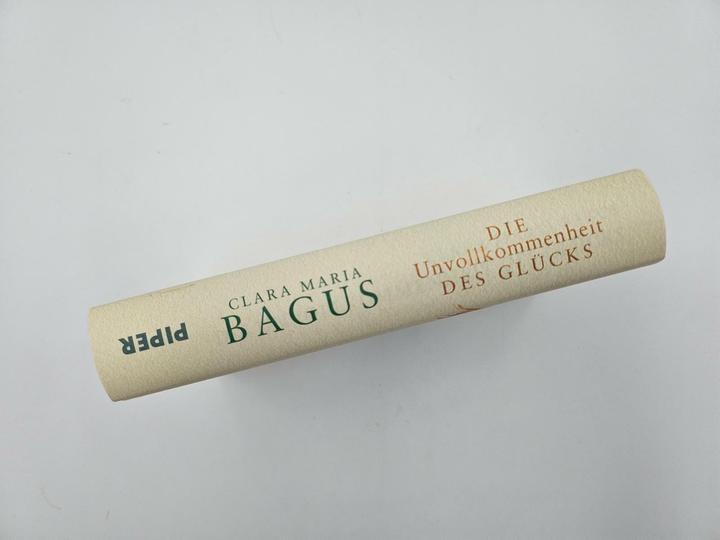 PIPER
CLARA MARIA
BAGUS
DIE
Unvollkommenheit
DES GLÜCKS